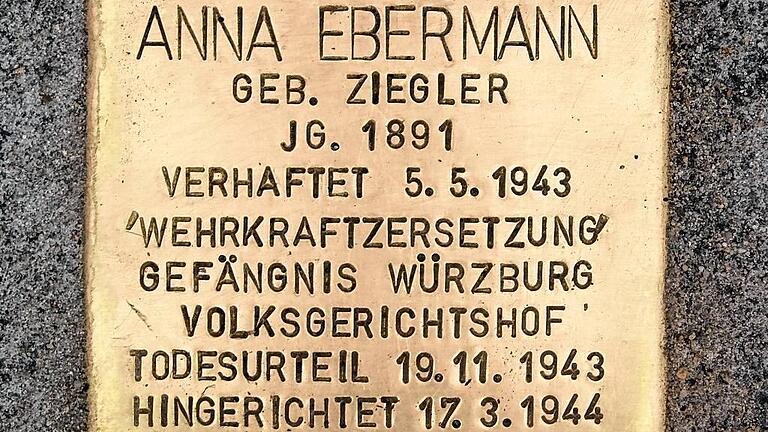 ANNA EBERMANN
GEB. ZIEGLER
JG. 1891
VERHAFTET 5.5.1943
'WEHRKRAFTZERSETZUNG'
GEFÄNGNIS WÜRZBURG
VOLKSGERICHTSHOF
TODESURTEIL 19.11.1943
HINGERICHTET 17.3.1944